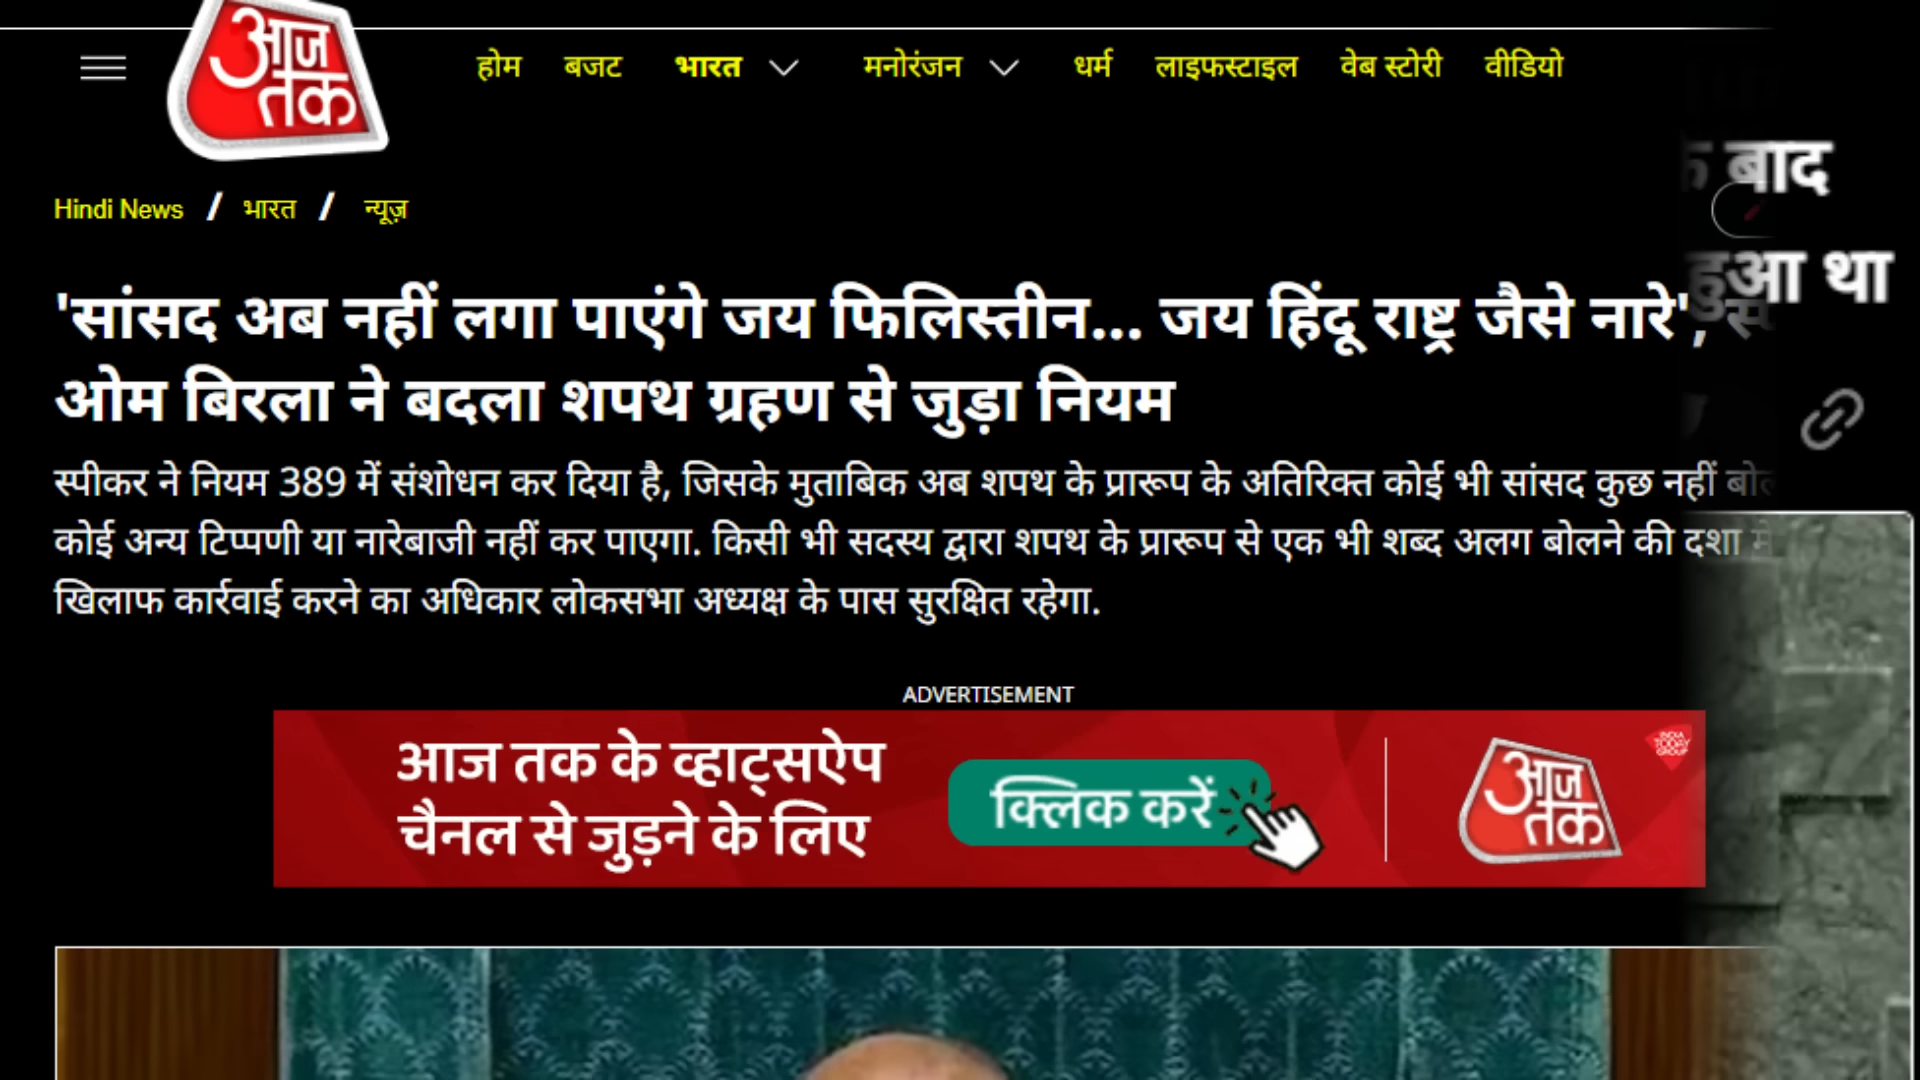 आज तक
होम बजट भारत मनोरंजन धर्म लाइफस्टाइल वेब स्टोरी वीडियो
बाद
Hindi News / भारत / न्यूज़
हुआ था
'सांसद अब नहीं लगा पाएंगे जय फिलिस्तीन... जय हिंदू राष्ट्र जैसे नारे',
ओम बिरला ने बदला शपथ ग्रहण से जुड़ा नियम
स्पीकर ने नियम 389 में संशोधन कर दिया है, जिसके मुताबिक अब शपथ के प्रारूप के अतिरिक्त कोई भी सांसद कुछ नहीं
कोई अन्य टिप्पणी या नारेबाजी नहीं कर पाएगा. किसी भी सदस्य द्वारा शपथ के प्रारूप से एक भी शब्द अलग बोलने की दशा
खिलाफ कार्रवाई करने का अधिकार लोकसभा अध्यक्ष के पास सुरक्षित रहेगा.
ADVERTISEMENT
आज तक के व्हाट्सऐप
चैनल से जुड़ने के लिए
क्लिक करें
आज तक
INDIA TODAY GROUP